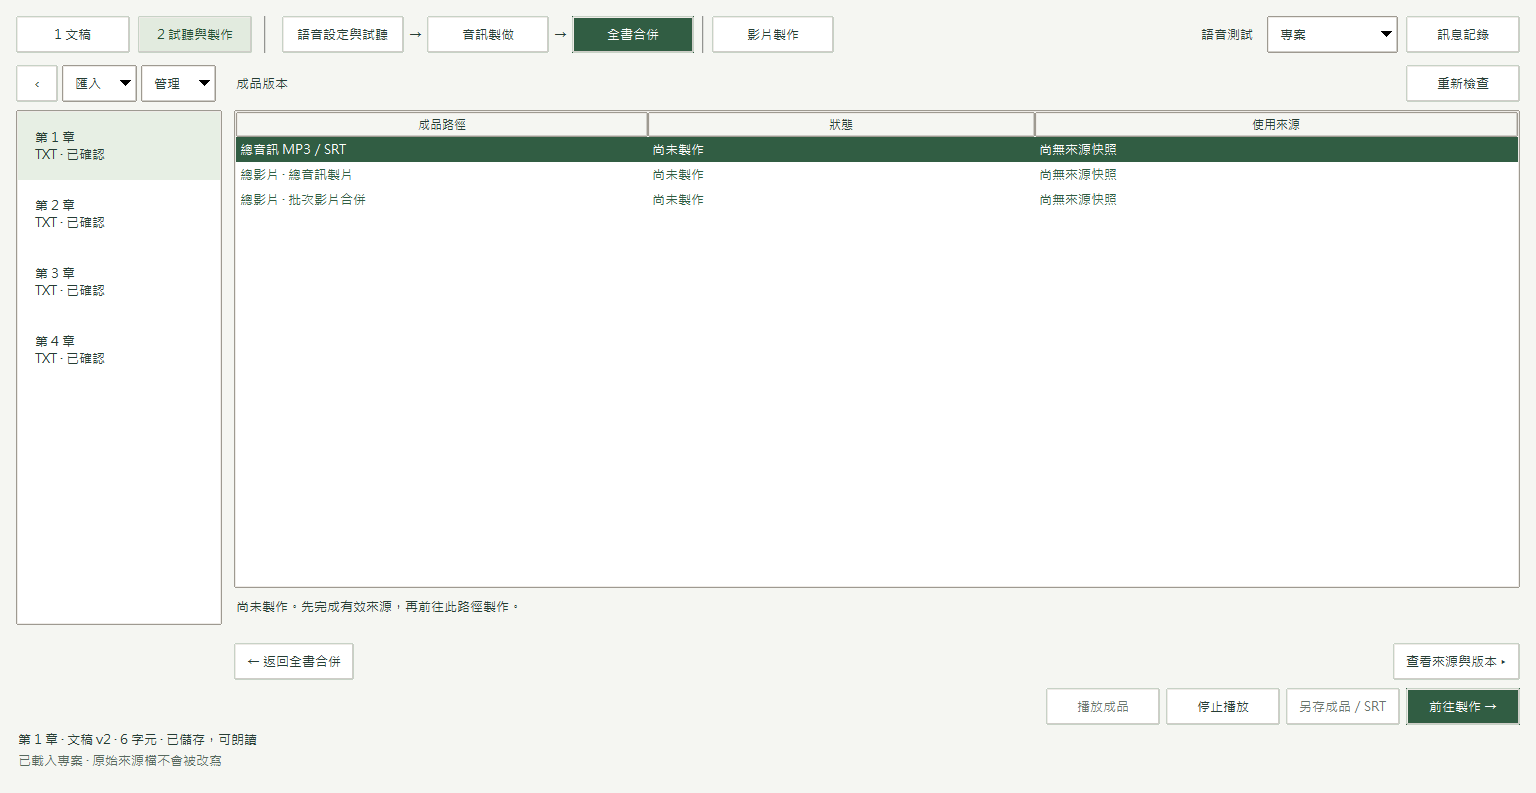 1 文稿
2 試聽與製作
語音設定與試聽
→
音訊製做
→
全書合併
影片製作
語音測試
專案
訊息記錄
‹
匯入
管理
成品版本
重新檢查
第 1 章
TXT · 已確認
第 2 章
TXT · 已確認
第 3 章
TXT · 已確認
第 4 章
TXT · 已確認
成品路徑 狀態 使用來源
總音訊 MP3 / SRT 尚未製作 尚無來源快照
總影片 · 總音訊製片 尚未製作 尚無來源快照
總影片 · 批次影片合併 尚未製作 尚無來源快照
尚未製作。先完成有效來源，再前往此路徑製作。
← 返回全書合併
查看來源與版本 ▸
播放成品
停止播放
另存成品 / SRT
前往製作 →
第 1 章 · 文稿 v2 · 6 字元 · 已儲存，可朗讀
已載入專案 · 原始來源檔不會被改寫